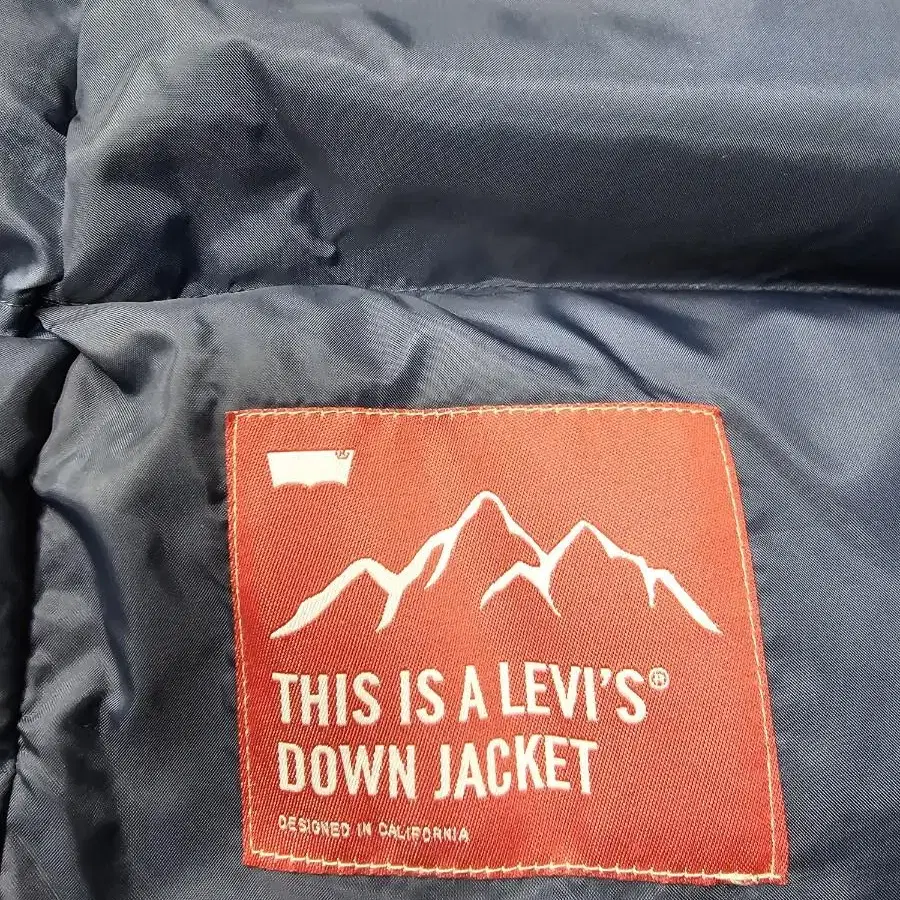 ®
THIS IS A LEVI'S®
DOWN JACKET
DESIGNED IN CALIFORNIA